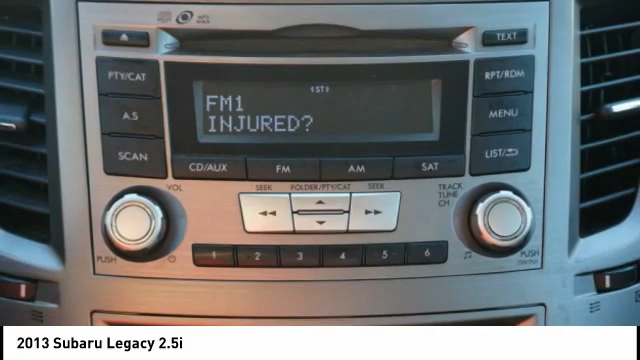 TEXT
PTY/CAT
RPT/RDM
(ST)
FM1
INJURED?
A.S
MENU
SCAN
LIST/
CD/AUX FM AM SAT
VOL
SEEK FOLDER/PTY/CAT SEEK
TRACK
TUNE
CH
PUSH
1 2 3 4 5 6
PUSH
2013 Subaru Legacy 2.5i